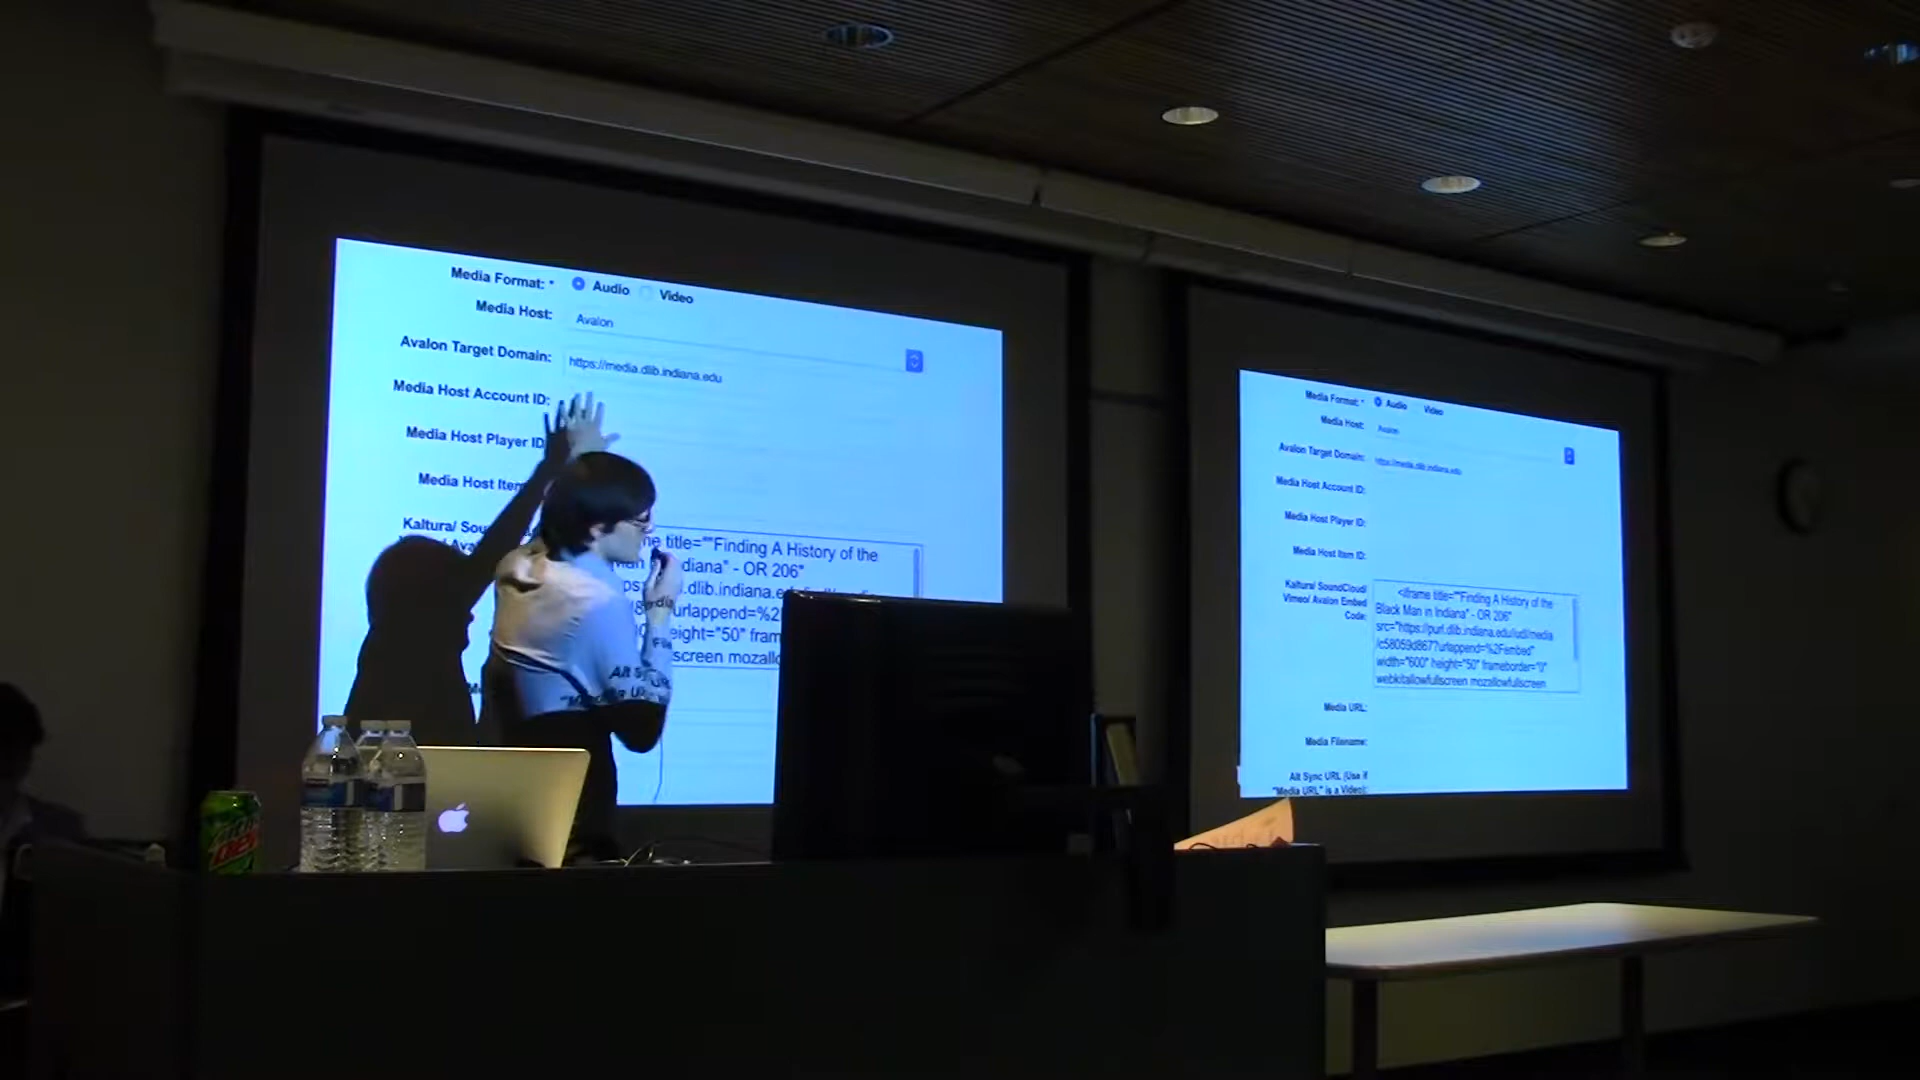 Media Format: * Audio Video
Media Host: Avalon
Avalon Target Domain: https://media.dlib.indiana.edu
Media Host Account ID:
Media Host Player ID
Media Host Item
Kaltura/ Sou
title=""Finding A History of the
diana" - OR 206"
.dlib.indiana.e
urlappend=%2
eight="50" fram
screen mozallo
Media Format: * Audio Video
Media Host: Avalon
Avalon Target Domain: https://media.dlib.indiana.edu
Media Host Account ID:
Media Host Player ID:
Media Host Item ID:
Kaltura/ SoundCloud/
Vimeo/ Avalon Embed
Code:
<iframe title=""Finding A History of the
Black Man in Indiana" - OR 206"
src="https://purl.dlib.indiana.edu/iudl/media
/c58059d867?urlappend=%2Fembed"
width="600" height="50" frameborder="0"
webkitallowfullscreen mozallowfullscreen
Media URL:
Media Filename:
Alt Sync URL (Use if
"Media URL" is a Video):